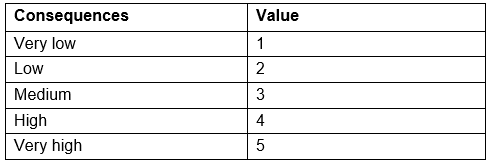 Consequences Value
Very low 1
Low 2
Medium 3
High 4
Very high 5